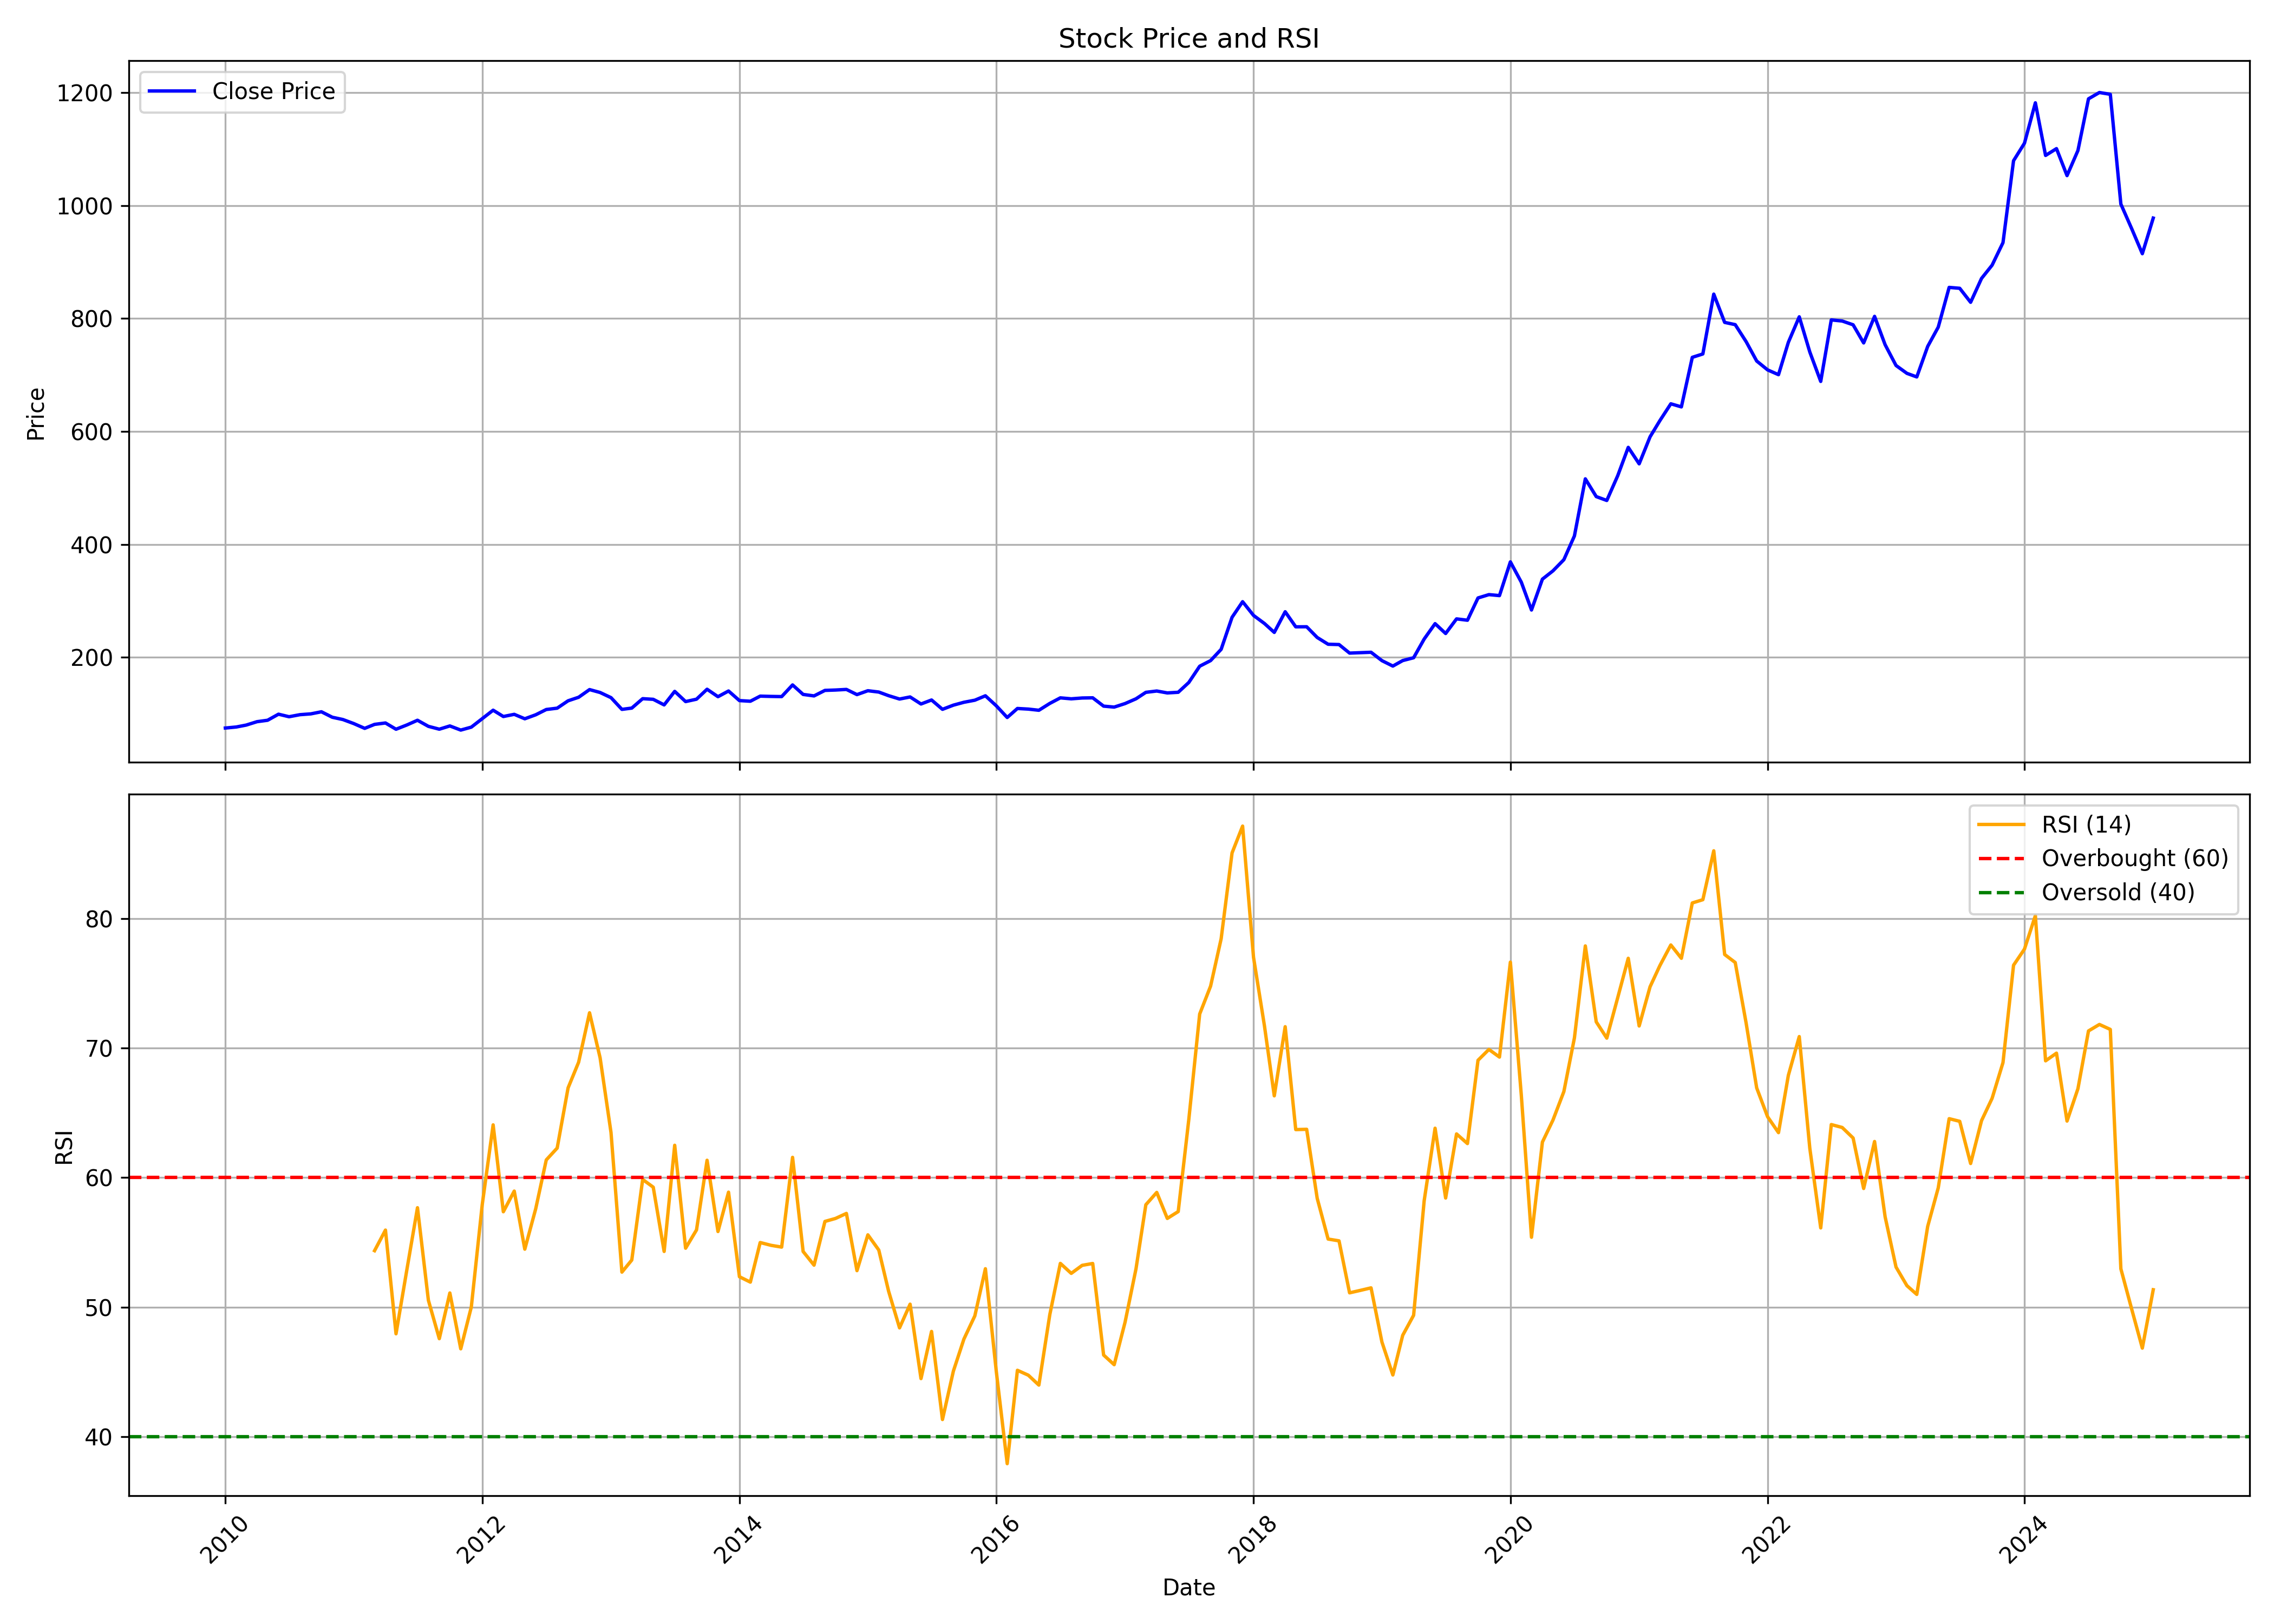 Stock Price and RSI
Close Price
1200
1000
800
600
400
200
Price
RSI (14)
Overbought (60)
Oversold (40)
80
70
60
50
40
RSI
2010
2012
2014
2016
2018
2020
2022
2024
Date